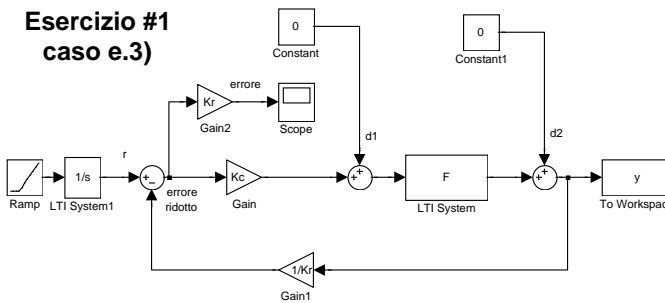 Esercizio #1
caso e.3)
0
Constant
0
Constant1
errore
Kr
Gain2
Scope
d1
d2
r
Ramp
1/s
LTI System1
errore
ridotto
Kc
Gain
F
LTI System
y
To Workspac
1/Kr
Gain1